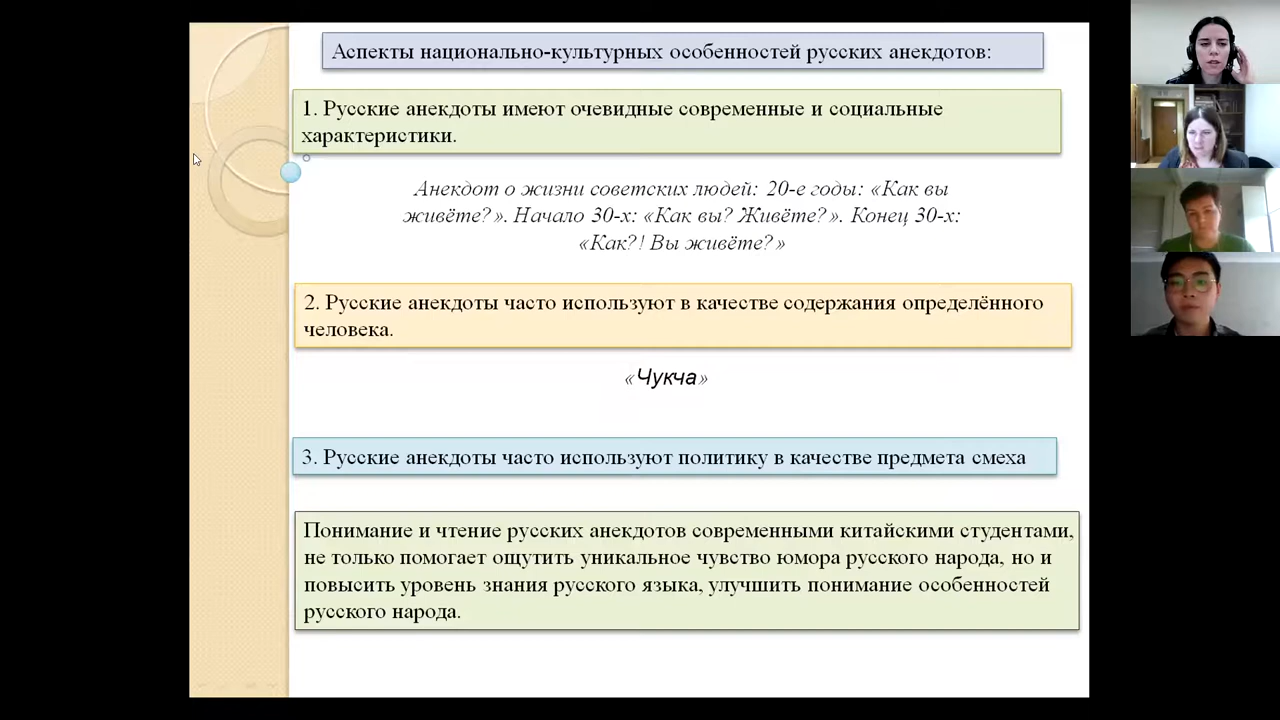 Аспекты национально-культурных особенностей русских анекдотов:
1. Русские анекдоты имеют очевидные современные и социальные
характеристики.
Анекдот о жизни советских людей: 20-е годы: «Как вы
живёте?». Начало 30-х: «Как вы? Живёте?». Конец 30-х:
«Как?! Вы живёте?»
2. Русские анекдоты часто используют в качестве содержания определённого
человека.
«Чукча»
3. Русские анекдоты часто используют политику в качестве предмета смеха
Понимание и чтение русских анекдотов современными китайскими студентами,
не только помогает ощутить уникальное чувство юмора русского народа, но и
повысить уровень знания русского языка, улучшить понимание особенностей
русского народа.